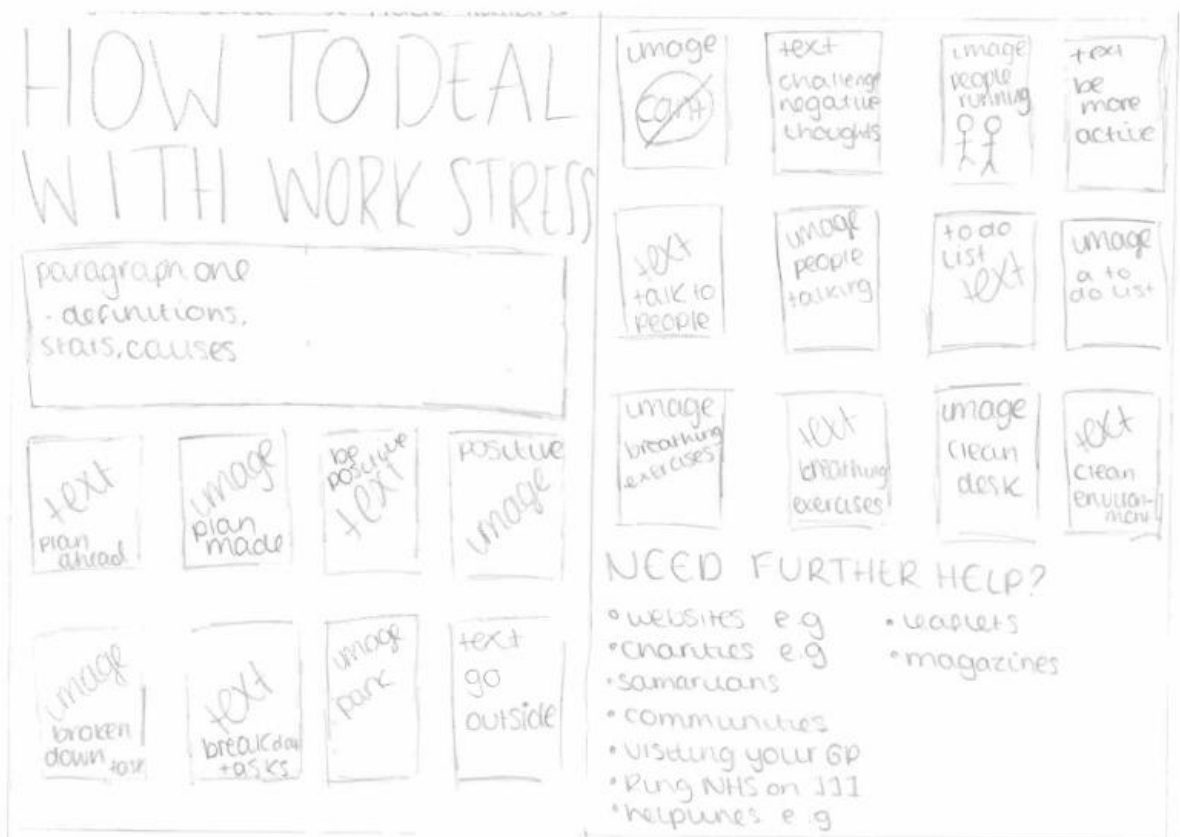 HOW TO DEAL
WITH WORK STRESS
paragraph one
- definitions,
stats, causes
text
plan
ahead
image
plan
made
be
positive
text
positive
image
image
broken
down task
text
break down
tasks
image
park
text
go
outside
image
can't
text
challenge
negative
thoughts
image
people
running
text
be
more
active
text
talk to
people
image
people
talking
to do
list
text
image
a to
do list
image
breathing
exercises
text
breathing
exercises
image
clean
desk
text
clean
environ-
ment
NEED FURTHER HELP?
• websites e.g
• charities e.g
• samaritans
• communities
• visiting your GP
• Ring NHS on 111
• helplines e.g
• leaflets
• magazines